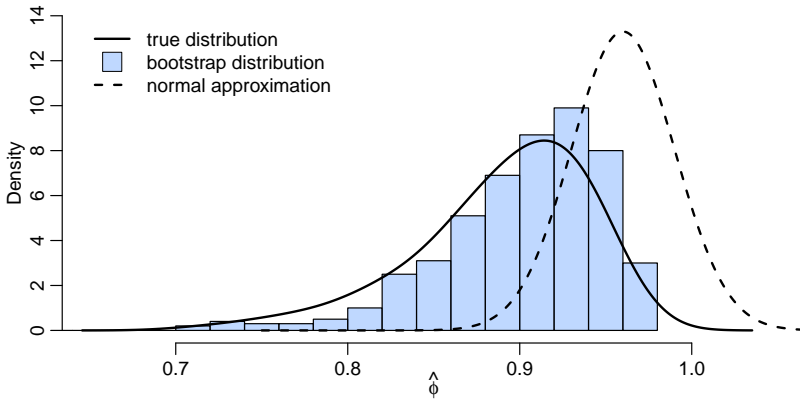 true distribution
bootstrap distribution
normal approximation
Density
14
12
10
8
6
4
2
0
0.7 0.8 0.9 1.0
ϕ̂